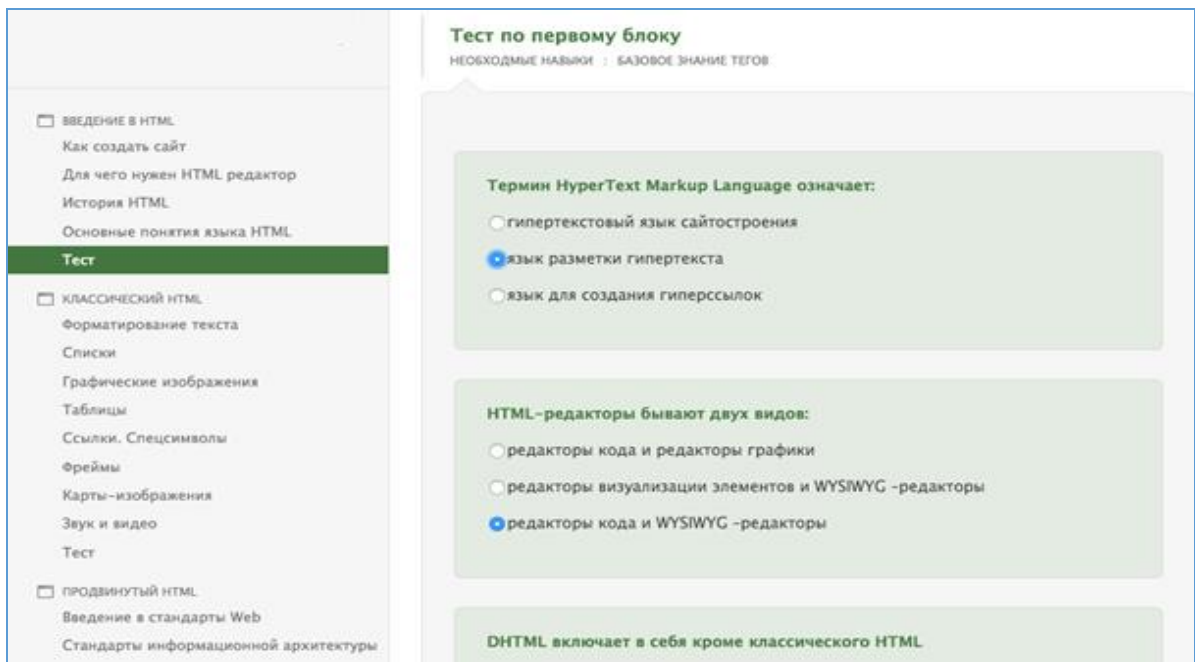 ВВЕДЕНИЕ В HTML
Как создать сайт
Для чего нужен HTML редактор
История HTML
Основные понятия языка HTML
Тест
КЛАССИЧЕСКИЙ HTML
Форматирование текста
Списки
Графические изображения
Таблицы
Ссылки. Спецсимволы
Фреймы
Карты-изображения
Звук и видео
Тест
ПРОДВИНУТЫЙ HTML
Введение в стандарты Web
Стандарты информационной архитектуры
Тест по первому блоку
НЕОБХОДМЫЕ НАВЫКИ : БАЗОВОЕ ЗНАНИЕ ТЕГОВ
Термин HyperText Markup Language означает:
гипертекстовый язык сайтостроения
язык разметки гипертекста
язык для создания гиперссылок
HTML-редакторы бывают двух видов:
редакторы кода и редакторы графики
редакторы визуализации элементов и WYSIWYG -редакторы
редакторы кода и WYSIWYG -редакторы
DHTML включает в себя кроме классического HTML